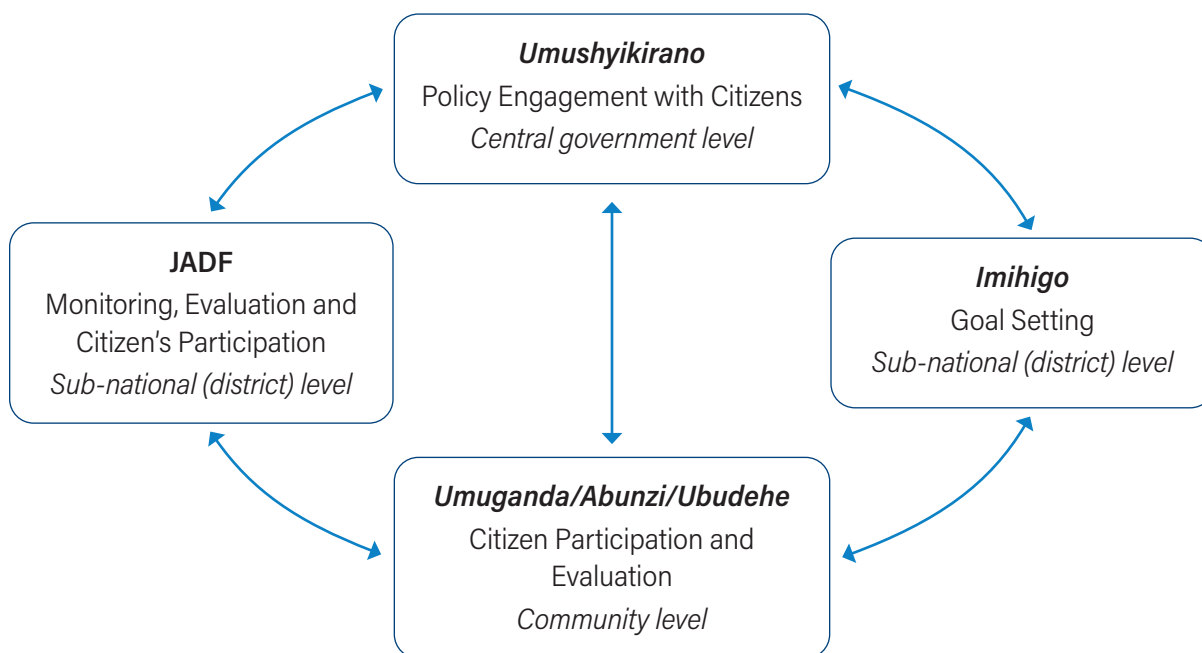 Umushyikirano
Policy Engagement with Citizens
Central government level
JADF
Monitoring, Evaluation and
Citizen's Participation
Sub-national (district) level
Imihigo
Goal Setting
Sub-national (district) level
Umuganda/Abunzi/Ubudehe
Citizen Participation and
Evaluation
Community level